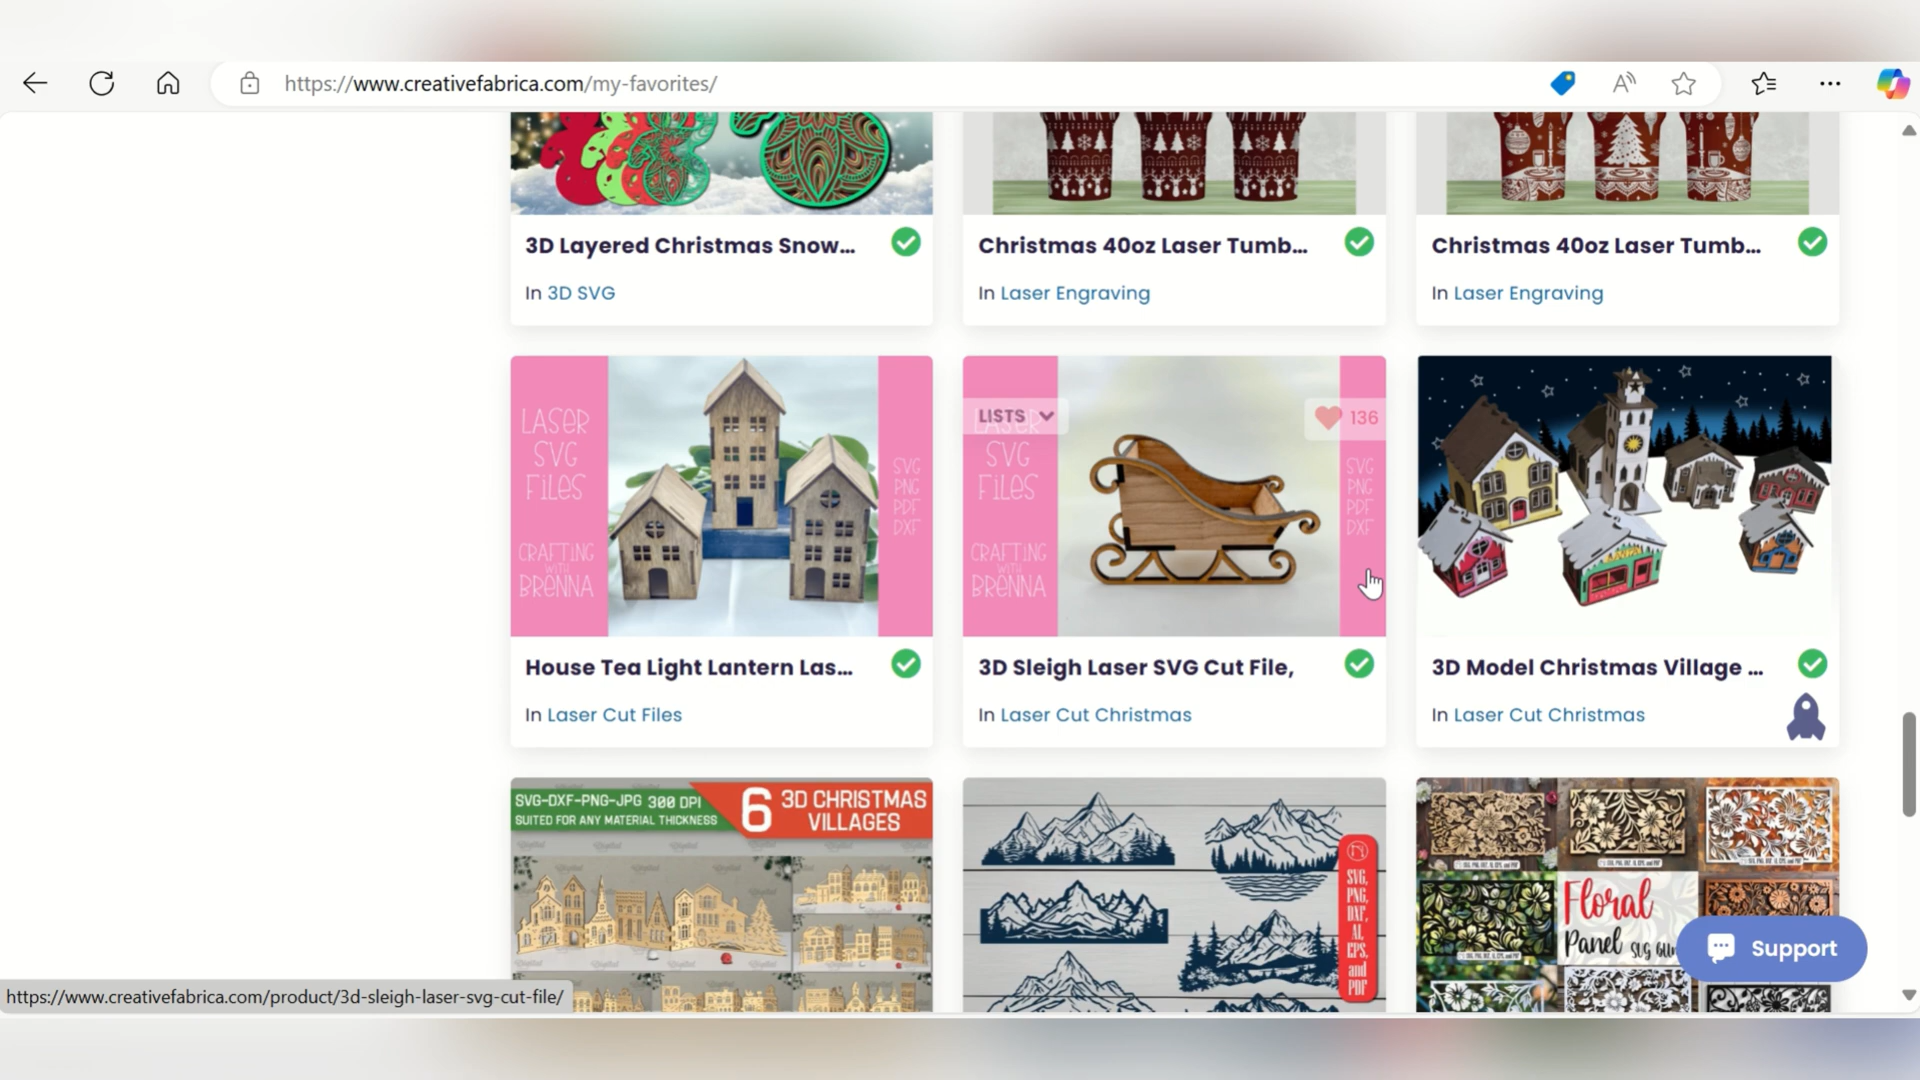 https://www.creativefabrica.com/my-favorites/
3D Layered Christmas Snow...
In 3D SVG
Christmas 40oz Laser Tumb...
In Laser Engraving
Christmas 40oz Laser Tumb...
In Laser Engraving
LASER
SVG
FILES
CRAFTING
WITH
BRENNA
SVG
PNG
PDF
DXF
House Tea Light Lantern Las...
In Laser Cut Files
LISTS
136
LASER
SVG
FILES
CRAFTING
WITH
BRENNA
SVG
PNG
PDF
DXF
3D Sleigh Laser SVG Cut File,
In Laser Cut Christmas
3D Model Christmas Village ...
In Laser Cut Christmas
SVG-DXF-PNG-JPG 300 DPI
SUITED FOR ANY MATERIAL THICKNESS
6 3D CHRISTMAS
VILLAGES
SVG,
PNG,
DXF,
AI,
EPS,
and
PDF
Floral
Panel SVG
Support
https://www.creativefabrica.com/product/3d-sleigh-laser-svg-cut-file/